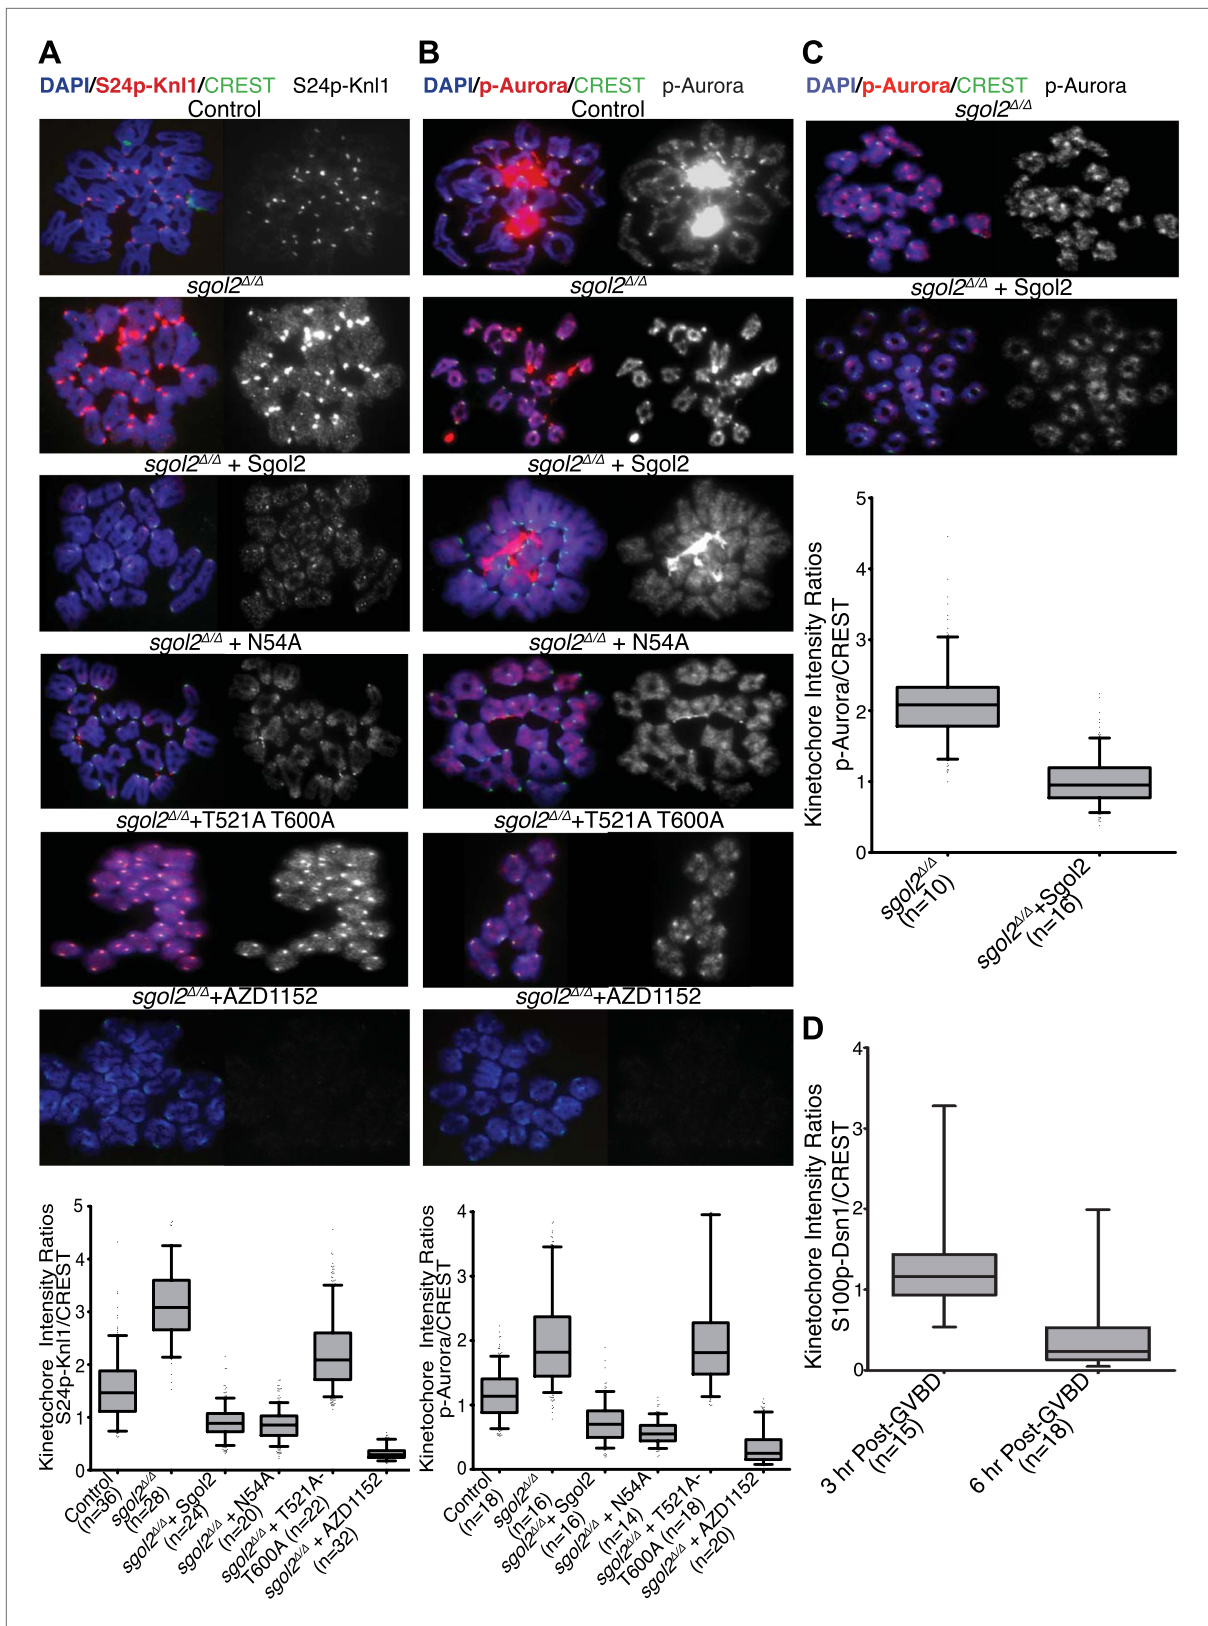 A
DAPI/S24p-Knl1/CREST S24p-Knl1
Control
sgol2Δ/Δ
sgol2Δ/Δ + Sgol2
sgol2Δ/Δ + N54A
sgol2Δ/Δ+T521A T600A
sgol2Δ/Δ+AZD1152
Kinetochore Intensity Ratios
S24p-Knl1/CREST
5
4
3
2
1
0
Control
(n=36)
sgol2Δ/Δ
(n=28)
sgol2Δ/Δ + Sgol2
(n=24)
sgol2Δ/Δ + N54A
(n=20)
sgol2Δ/Δ + T521A-
T600A (n=22)
sgol2Δ/Δ + AZD1152
(n=32)
B
DAPI/p-Aurora/CREST p-Aurora
Control
sgol2Δ/Δ
sgol2Δ/Δ + Sgol2
sgol2Δ/Δ + N54A
sgol2Δ/Δ+T521A T600A
sgol2Δ/Δ+AZD1152
Kinetochore Intensity Ratios
p-Aurora/CREST
4
3
2
1
0
Control
(n=18)
sgol2Δ/Δ
(n=16)
sgol2Δ/Δ + Sgol2
(n=16)
sgol2Δ/Δ + N54A
(n=14)
sgol2Δ/Δ + T521A-
T600A (n=18)
sgol2Δ/Δ + AZD1152
(n=20)
C
DAPI/p-Aurora/CREST p-Aurora
sgol2Δ/Δ
sgol2Δ/Δ + Sgol2
Kinetochore Intensity Ratios
p-Aurora/CREST
5
4
3
2
1
0
sgol2Δ/Δ
(n=10)
sgol2Δ/Δ+Sgol2
(n=16)
D
Kinetochore Intensity Ratios
S100p-Dsn1/CREST
4
3
2
1
0
3 hr Post-GVBD
(n=15)
6 hr Post-GVBD
(n=18)